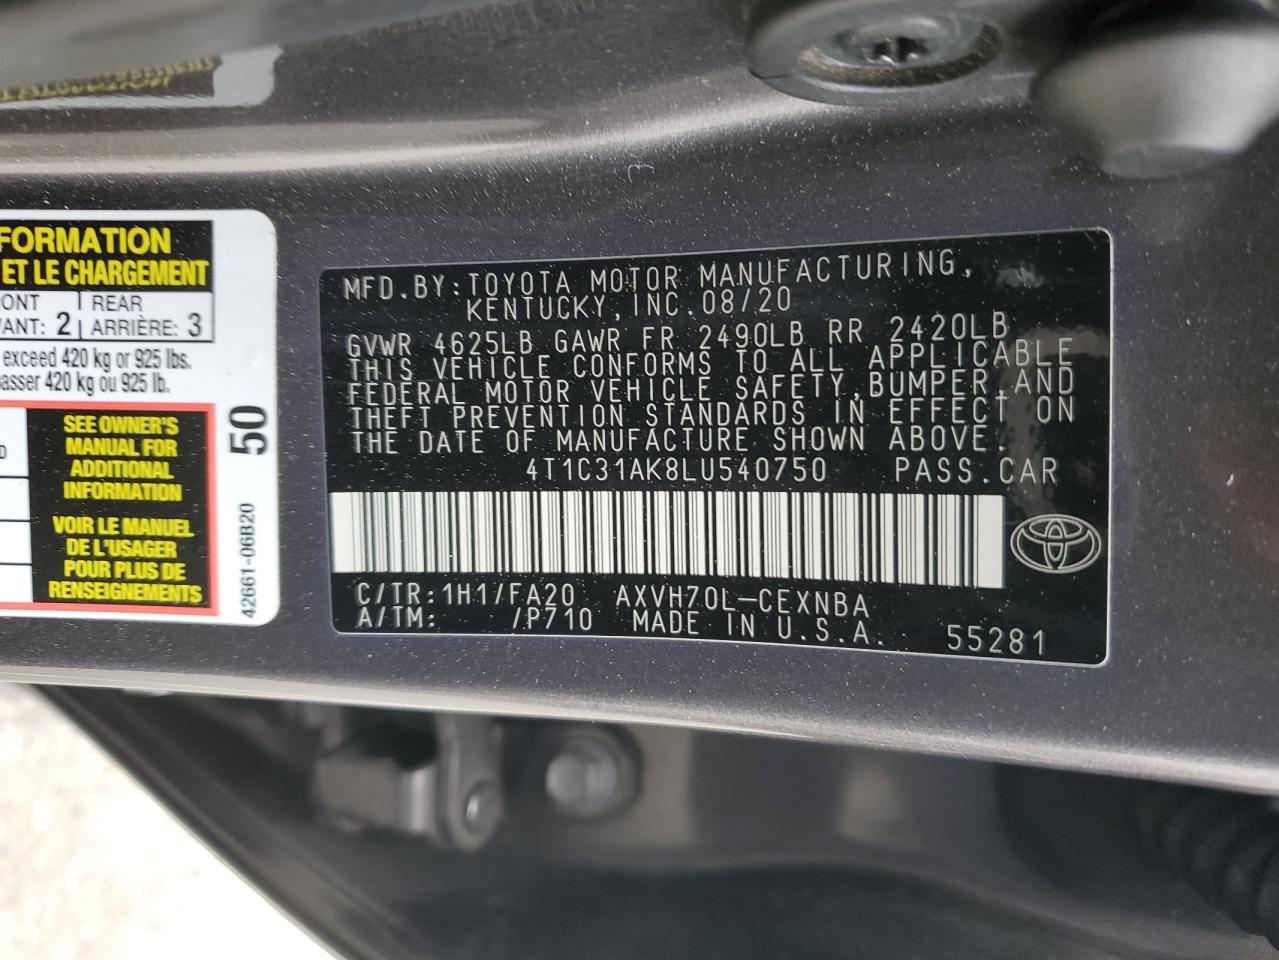 FORMATION
ET LE CHARGEMENT
REAR
2 ARRIÈRE: 3
exceed 420 kg or 925 lbs.
420 kg ou 925 lb.
SEE OWNER'S
MANUAL FOR
ADDITIONAL
INFORMATION
VOIR LE MANUEL
DE L'USAGER
POUR PLUS DE
RENSEIGNEMENTS
50
42661-06B20
MFD.BY:TOYOTA MOTOR MANUFACTURING,
KENTUCKY,INC.08/20
GVWR 4625LB GAWR FR 2490LB RR 2420LB
THIS VEHICLE CONFORMS TO ALL APPLICABLE
FEDERAL MOTOR VEHICLE SAFETY,BUMPER,AND
THEFT PREVENTION STANDARDS IN EFFECT ON
THE DATE OF MANUFACTURE SHOWN ABOVE.
4T1C31AK8LU540750 PASS.CAR
C/TR:1H1/FA20 AXVH70L-CEXNBA
A/TM: /P710 MADE IN U.S.A. 55281